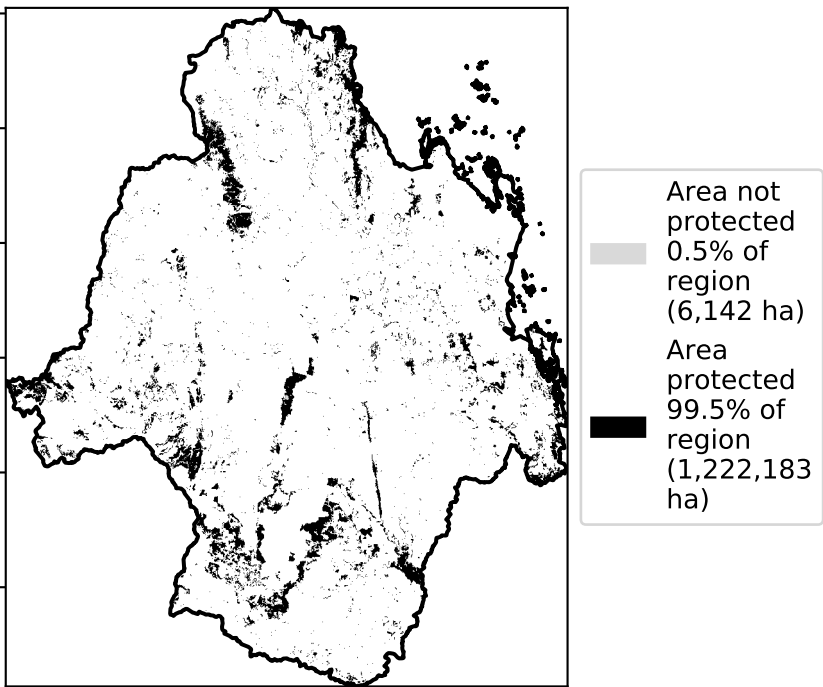 Area not
protected
0.5% of
region
(6,142 ha)
Area
protected
99.5% of
region
(1,222,183
ha)